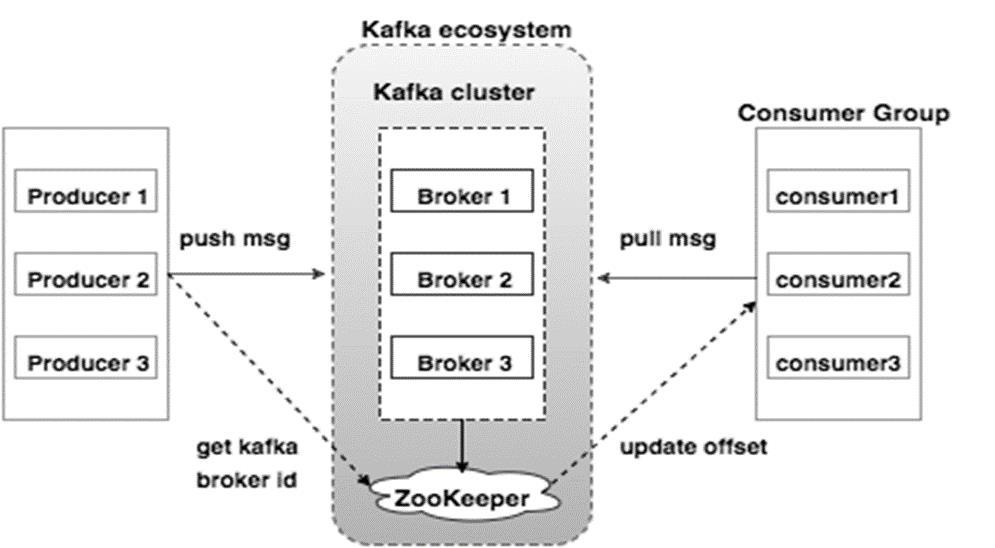 Kafka ecosystem
Kafka cluster
Consumer Group
Producer 1
Broker 1
consumer1
push msg
pull msg
Producer 2
Broker 2
consumer2
Producer 3
Broker 3
consumer3
get kafka
broker id
update offset
ZooKeeper